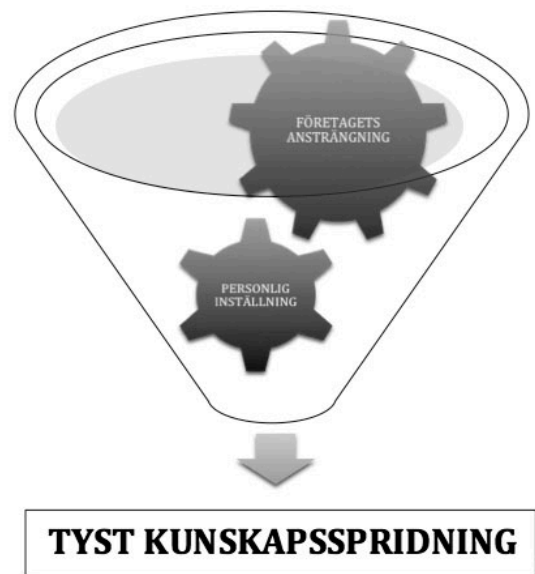 FÖRETAGETS
ANSTRÄNGNING
PERSONLIG
INSTÄLLNING
TYST KUNSKAPSSPRIDNING